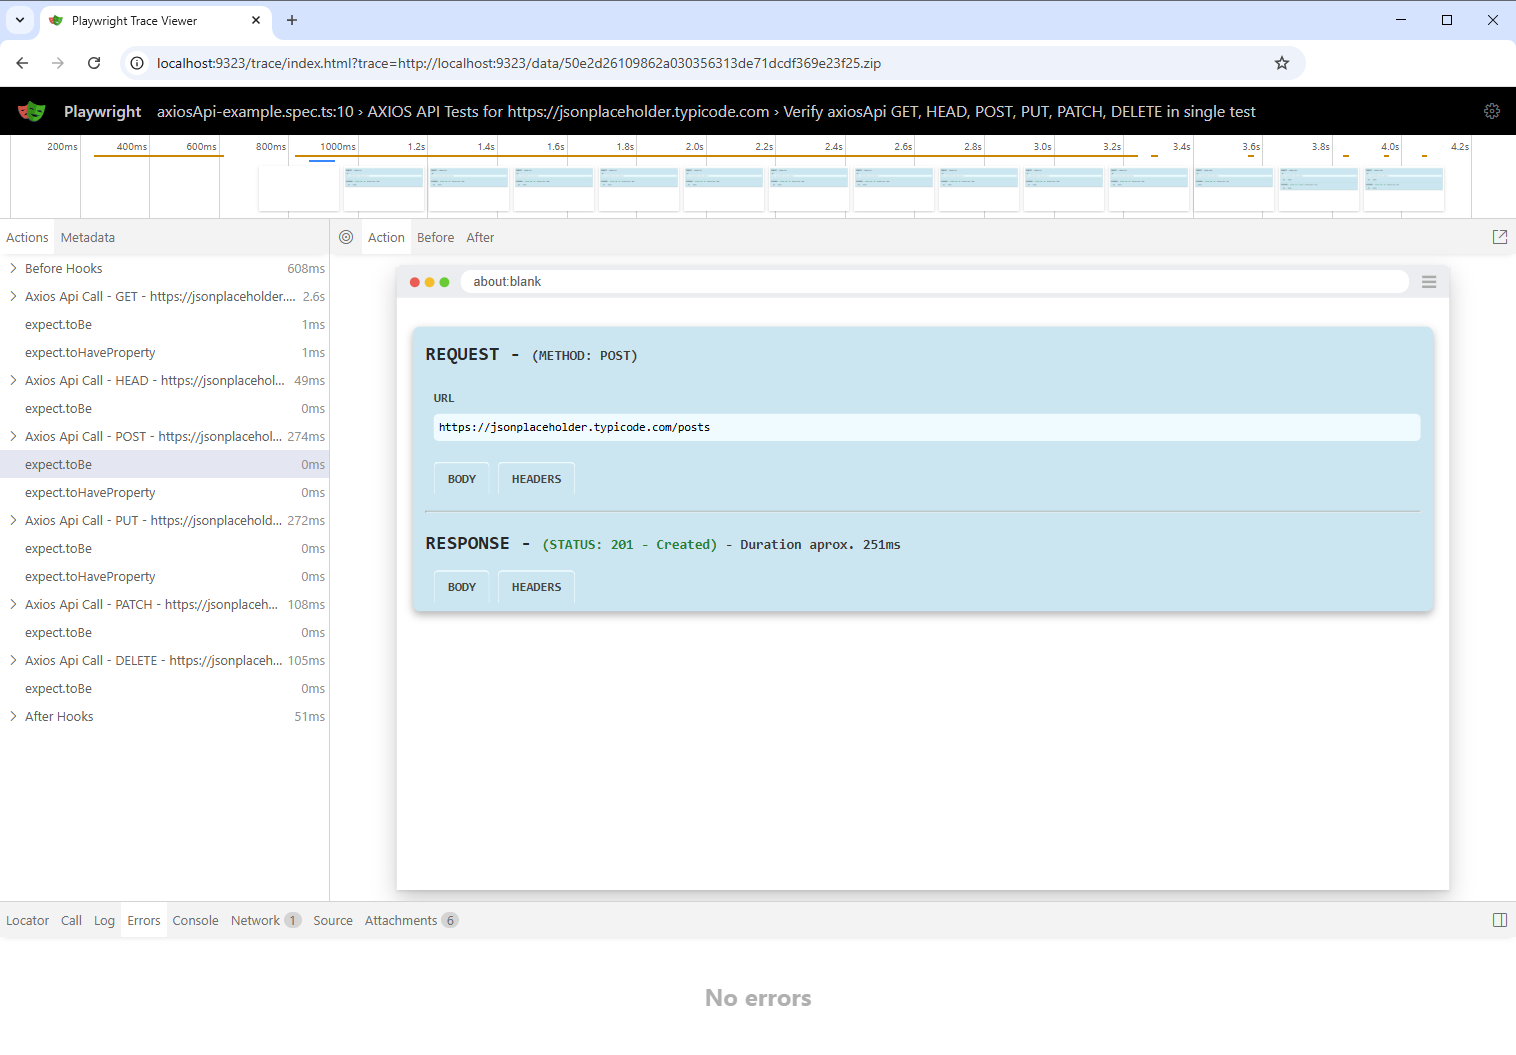 Playwright Trace Viewer
localhost:9323/trace/index.html?trace=http://localhost:9323/data/50e2d26109862a030356313de71dcdf369e23f25.zip
Playwright axiosApi-example.spec.ts:10 › AXIOS API Tests for https://jsonplaceholder.typicode.com › Verify axiosApi GET, HEAD, POST, PUT, PATCH, DELETE in single test
200ms 400ms 600ms 800ms 1000ms 1.2s 1.4s 1.6s 1.8s 2.0s 2.2s 2.4s 2.6s 2.8s 3.0s 3.2s 3.4s 3.6s 3.8s 4.0s 4.2s
Actions Metadata
Before Hooks 608ms
Axios Api Call - GET - https://jsonplaceholder.... 2.6s
expect.toBe 1ms
expect.toHaveProperty 1ms
Axios Api Call - HEAD - https://jsonplacehol... 49ms
expect.toBe 0ms
Axios Api Call - POST - https://jsonplacehol... 274ms
expect.toBe 0ms
expect.toHaveProperty 0ms
Axios Api Call - PUT - https://jsonplacehold... 272ms
expect.toBe 0ms
expect.toHaveProperty 0ms
Axios Api Call - PATCH - https://jsonplaceh... 108ms
expect.toBe 0ms
Axios Api Call - DELETE - https://jsonplaceh... 105ms
expect.toBe 0ms
After Hooks 51ms
Action Before After
about:blank
REQUEST - (METHOD: POST)
URL
https://jsonplaceholder.typicode.com/posts
BODY HEADERS
RESPONSE - (STATUS: 201 - Created) - Duration aprox. 251ms
BODY HEADERS
Locator Call Log Errors Console Network 1 Source Attachments 6
No errors